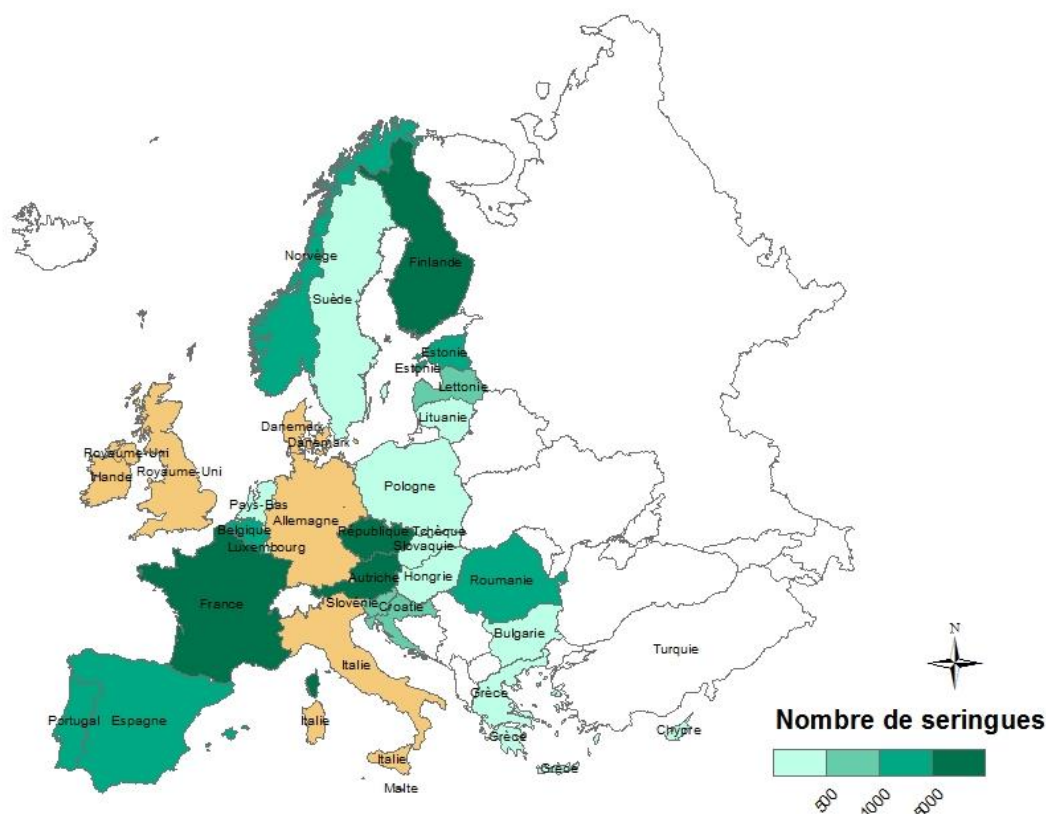 Norvège
Finlande
Suède
Estonie
Estonie
Lettonie
Lituanie
Danemark
Danemark
Royaume-Uni
Irlande
Royaume-Uni
Pologne
Pays-Bas
Allemagne
Belgique
République Tchèque
Luxembourg
Slovaquie
Autriche
Hongrie
Roumanie
France
Slovénie
Croatie
Bulgarie
Italie
Turquie
Portugal
Espagne
Italie
Grèce
Grèce
Chypre
Italie
Grèce
Malte
N
Nombre de seringues
500
1000
5000